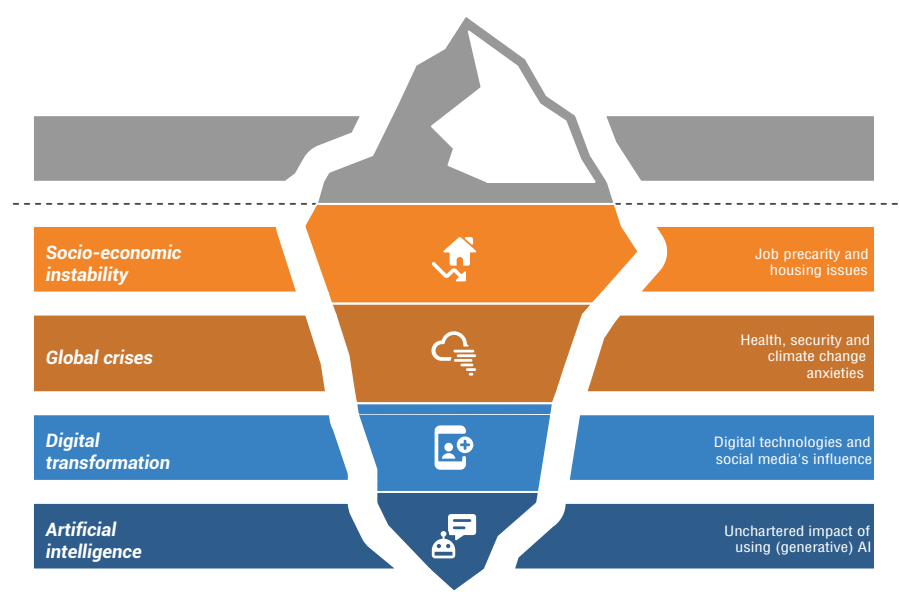 Socio-economic
instability
Job precarity and
housing issues
Global crises
Health, security and
climate change
anxieties
Digital
transformation
Digital technologies and
social media's influence
Artificial
intelligence
Unchartered impact of
using (generative) AI